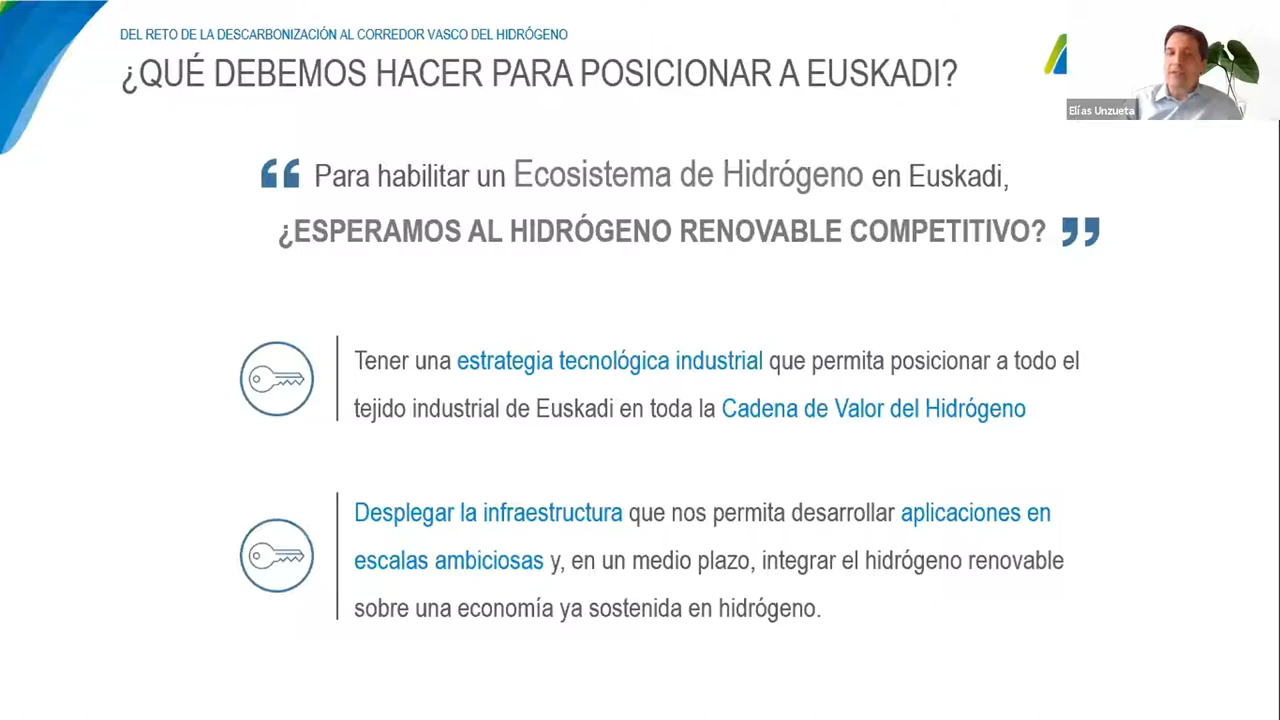 DEL RETO DE LA DESCARBONIZACIÓN AL CORREDOR VASCO DEL HIDRÓGENO
¿QUÉ DEBEMOS HACER PARA POSICIONAR A EUSKADI?
Elías Unzueta
“ Para habilitar un Ecosistema de Hidrógeno en Euskadi,
¿ESPERAMOS AL HIDRÓGENO RENOVABLE COMPETITIVO? ”
Tener una estrategia tecnológica industrial que permita posicionar a todo el
tejido industrial de Euskadi en toda la Cadena de Valor del Hidrógeno
Desplegar la infraestructura que nos permita desarrollar aplicaciones en
escalas ambiciosas y, en un medio plazo, integrar el hidrógeno renovable
sobre una economía ya sostenida en hidrógeno.